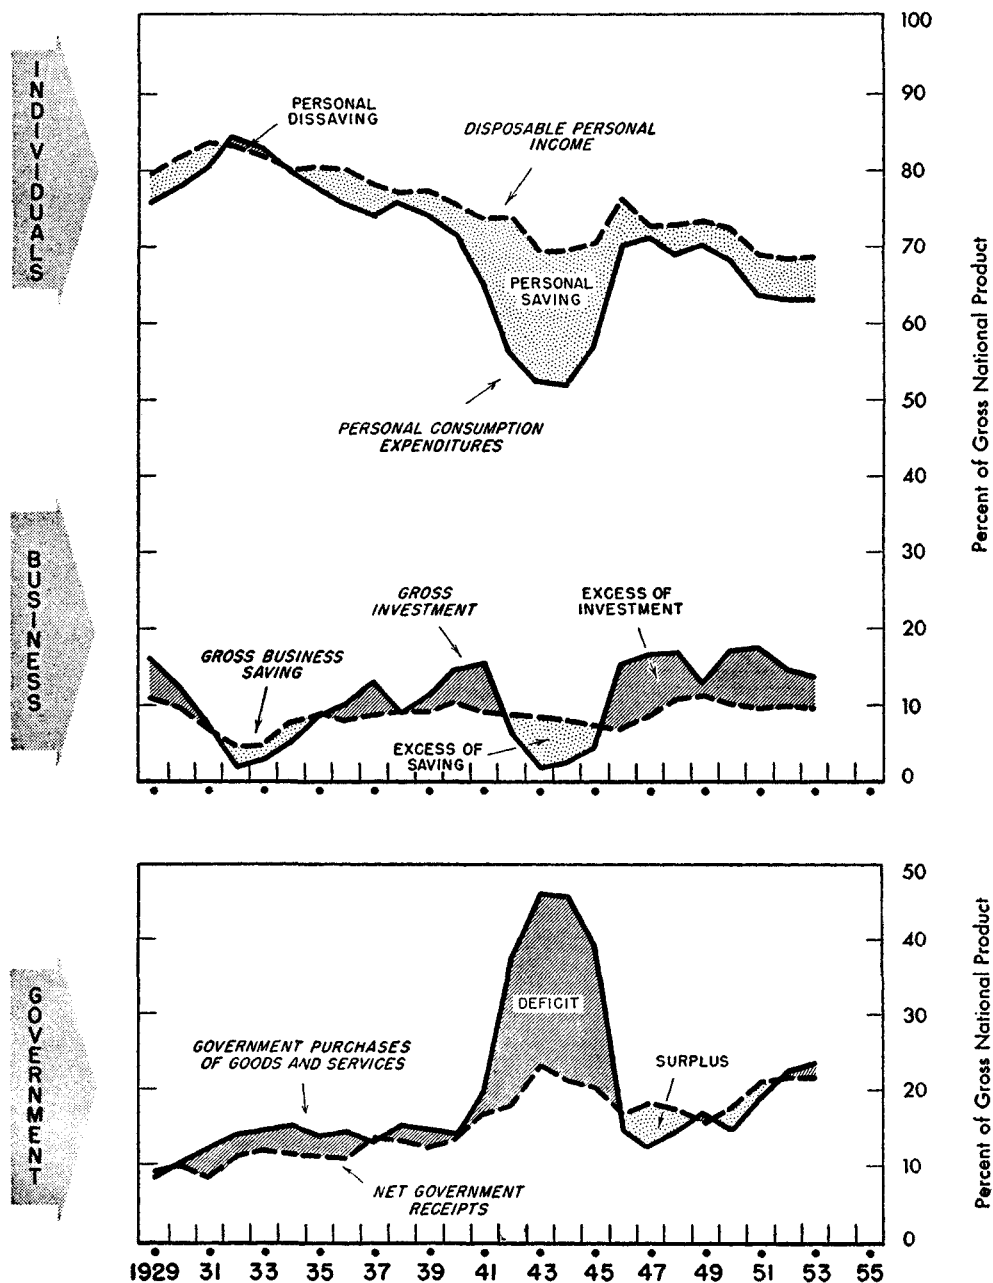 INDIVIDUALS
PERSONAL
DISSAVING
DISPOSABLE PERSONAL
INCOME
PERSONAL
SAVING
PERSONAL CONSUMPTION
EXPENDITURES
100
90
80
70
60
50
40
30
20
10
0
Percent of Gross National Product
BUSINESS
GROSS
INVESTMENT
EXCESS OF
INVESTMENT
GROSS BUSINESS
SAVING
EXCESS OF
SAVING
GOVERNMENT
50
40
30
20
10
0
Percent of Gross National Product
DEFICIT
GOVERNMENT PURCHASES
OF GOODS AND SERVICES
SURPLUS
NET GOVERNMENT
RECEIPTS
1929 31 33 35 37 39 41 43 45 47 49 51 53 55